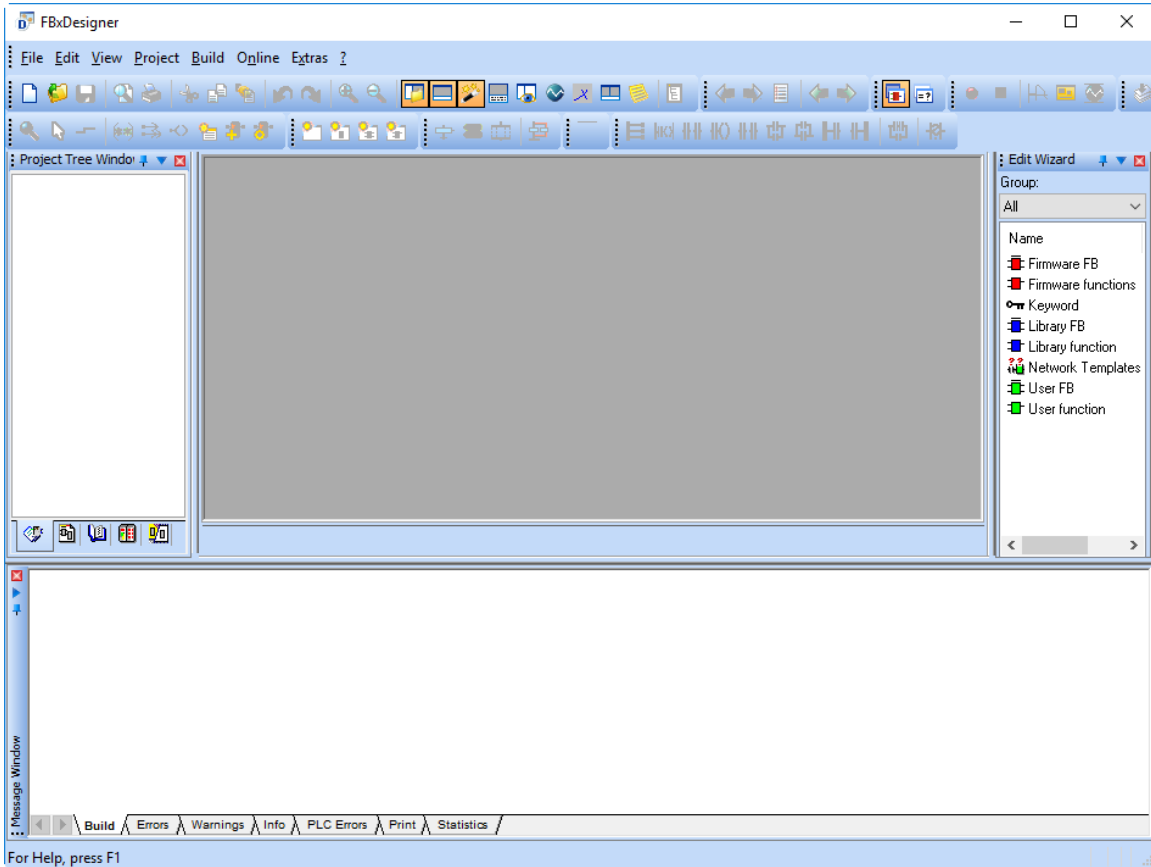 FBxDesigner
File Edit View Project Build Online Extras ?
Project Tree Windo
Edit Wizard
Group:
All
Name
Firmware FB
Firmware functions
Keyword
Library FB
Library function
Network Templates
User FB
User function
Message Window
Build Errors Warnings Info PLC Errors Print Statistics
For Help, press F1